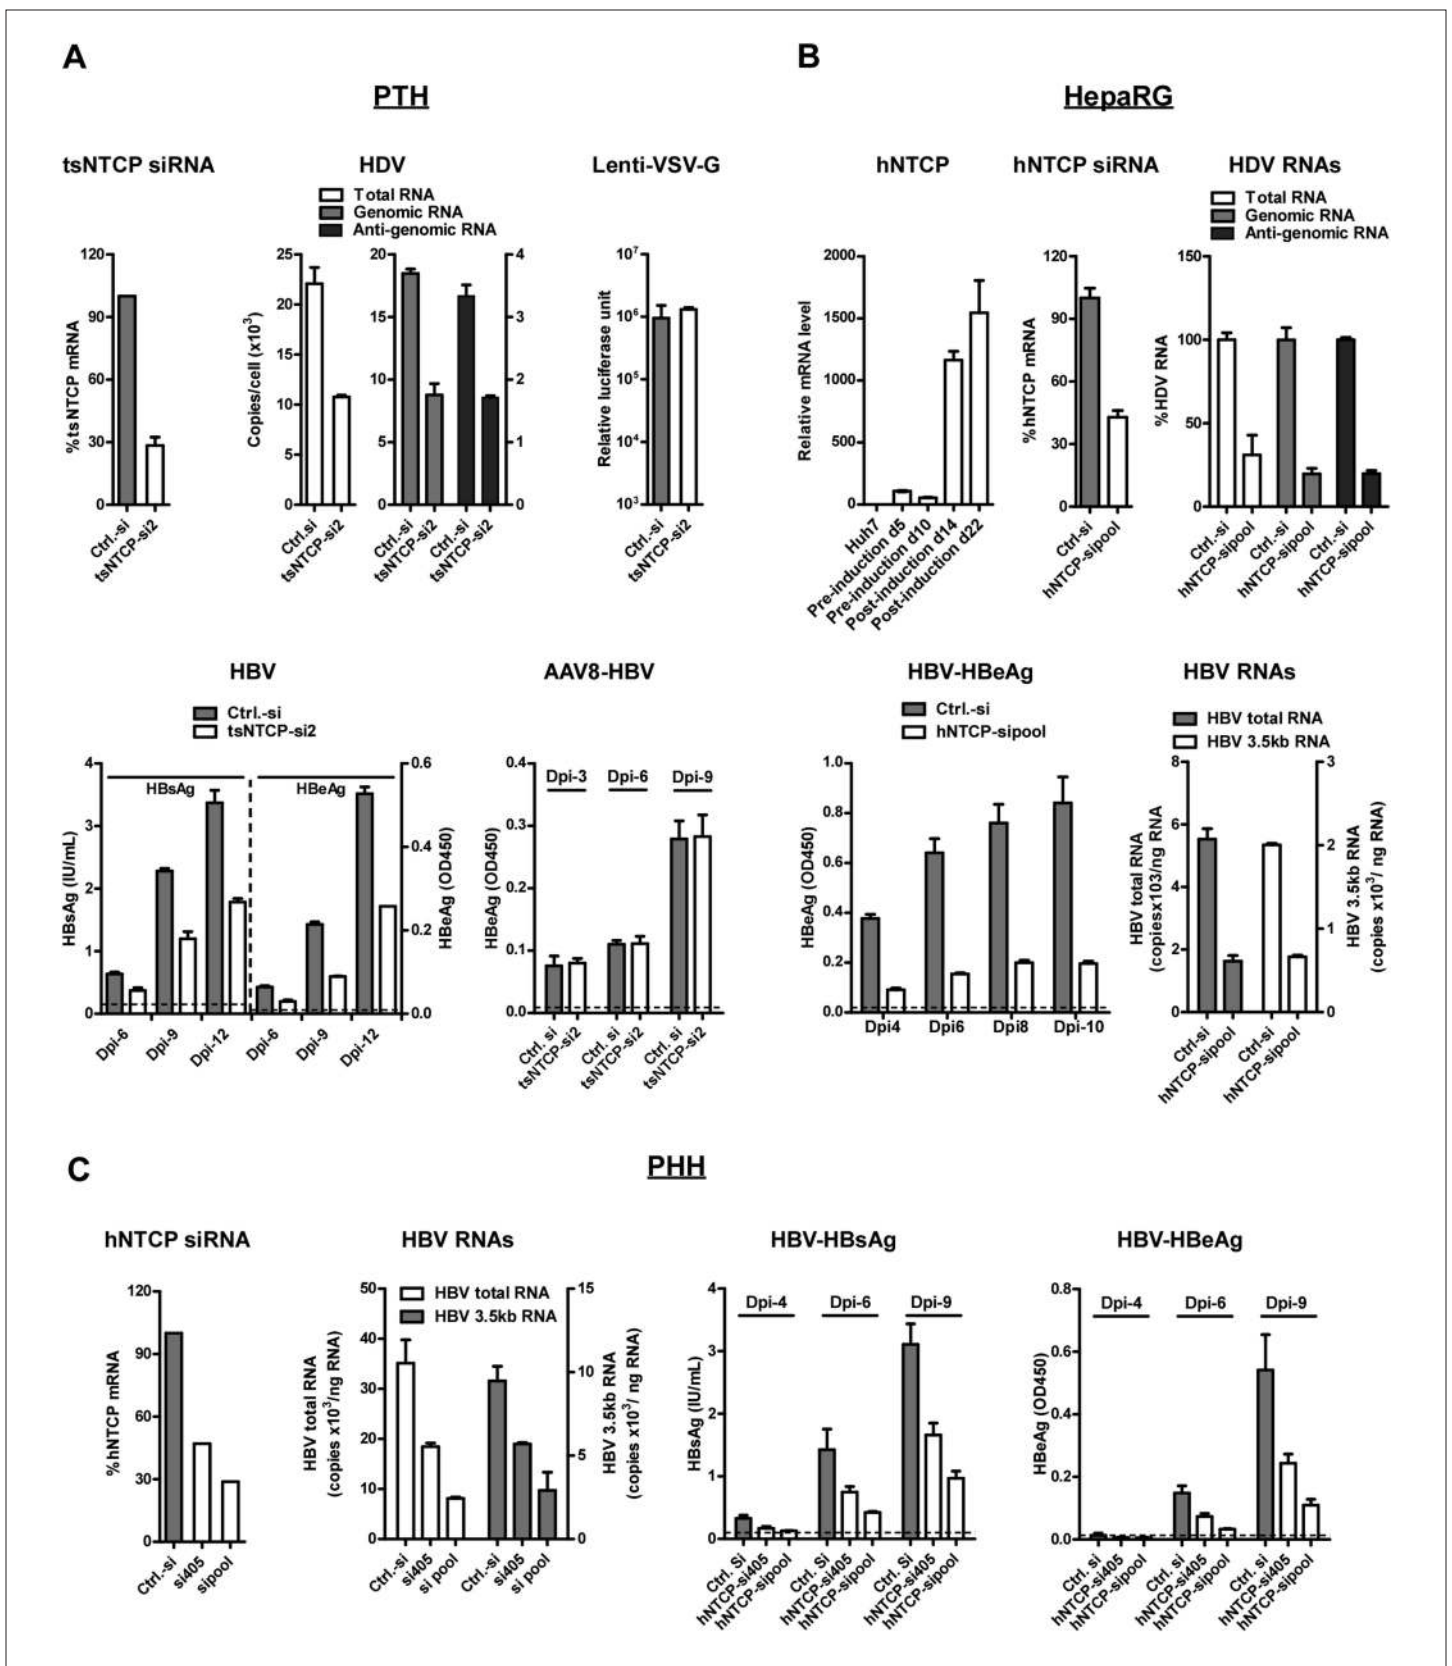 A
B
PTH
HepaRG
tsNTCP siRNA
HDV
Lenti-VSV-G
Total RNA
Genomic RNA
Anti-genomic RNA
%tsNTCP mRNA
120
90
60
30
0
Ctrl.-si
tsNTCP-si2
Copies/cell (x10³)
25
20
15
10
5
0
Ctrl.si
tsNTCP-si2
20
15
10
5
0
4
3
2
1
0
Ctrl.-si
tsNTCP-si2
Ctrl.-si
tsNTCP-si2
Relative luciferase unit
10⁷
10⁶
10⁵
10⁴
10³
Ctrl.-si
tsNTCP-si2
hNTCP
hNTCP siRNA
HDV RNAs
Total RNA
Genomic RNA
Anti-genomic RNA
Relative mRNA level
2000
1500
1000
500
0
Huh7
Pre-induction d5
Pre-induction d10
Post-induction d14
Post-induction d22
%hNTCP mRNA
120
90
60
30
0
Ctrl-si
hNTCP-sipool
%HDV RNA
150
100
50
0
Ctrl.-si
hNTCP-sipool
Ctrl.-si
hNTCP-sipool
Ctrl.-si
hNTCP-sipool
HBV
Ctrl.-si
tsNTCP-si2
HBsAg (IU/mL)
4
3
2
1
0
HBsAg
HBeAg
0.6
0.4
0.2
0.0
HBeAg (OD450)
Dpi-6
Dpi-9
Dpi-12
Dpi-6
Dpi-9
Dpi-12
AAV8-HBV
HBeAg (OD450)
0.4
0.3
0.2
0.1
0.0
Dpi-3
Dpi-6
Dpi-9
Ctrl. si
tsNTCP-si2
Ctrl. si
tsNTCP-si2
Ctrl. si
tsNTCP-si2
HBV-HBeAg
Ctrl.-si
hNTCP-sipool
HBeAg (OD450)
1.0
0.8
0.6
0.4
0.2
0.0
Dpi4
Dpi6
Dpi8
Dpi-10
HBV RNAs
HBV total RNA
HBV 3.5kb RNA
HBV total RNA
(copiesx103/ng RNA)
8
6
4
2
0
3
2
1
0
HBV 3.5kb RNA
(copies x10³/ ng RNA)
Ctrl-si
hNTCP-sipool
Ctrl-si
hNTCP-sipool
C
PHH
hNTCP siRNA
%hNTCP mRNA
120
90
60
30
0
Ctrl.-si
si405
sipool
HBV RNAs
HBV total RNA
HBV 3.5kb RNA
HBV total RNA
(copies x10³/ng RNA)
50
40
30
20
10
0
15
10
5
0
HBV 3.5kb RNA
(copies x10³/ ng RNA)
Ctrl.-si
si405
si pool
Ctrl.-si
si405
si pool
HBV-HBsAg
HBsAg (IU/mL)
4
3
2
1
0
Dpi-4
Dpi-6
Dpi-9
Ctrl. Si
hNTCP-si405
hNTCP-sipool
Ctrl. Si
hNTCP-si405
hNTCP-sipool
Ctrl. Si
hNTCP-si405
hNTCP-sipool
HBV-HBeAg
HBeAg (OD450)
0.8
0.6
0.4
0.2
0.0
Dpi-4
Dpi-6
Dpi-9
Ctrl. si
hNTCP-si405
hNTCP-sipool
Ctrl. si
hNTCP-si405
hNTCP-sipool
Ctrl. si
hNTCP-si405
hNTCP-sipool